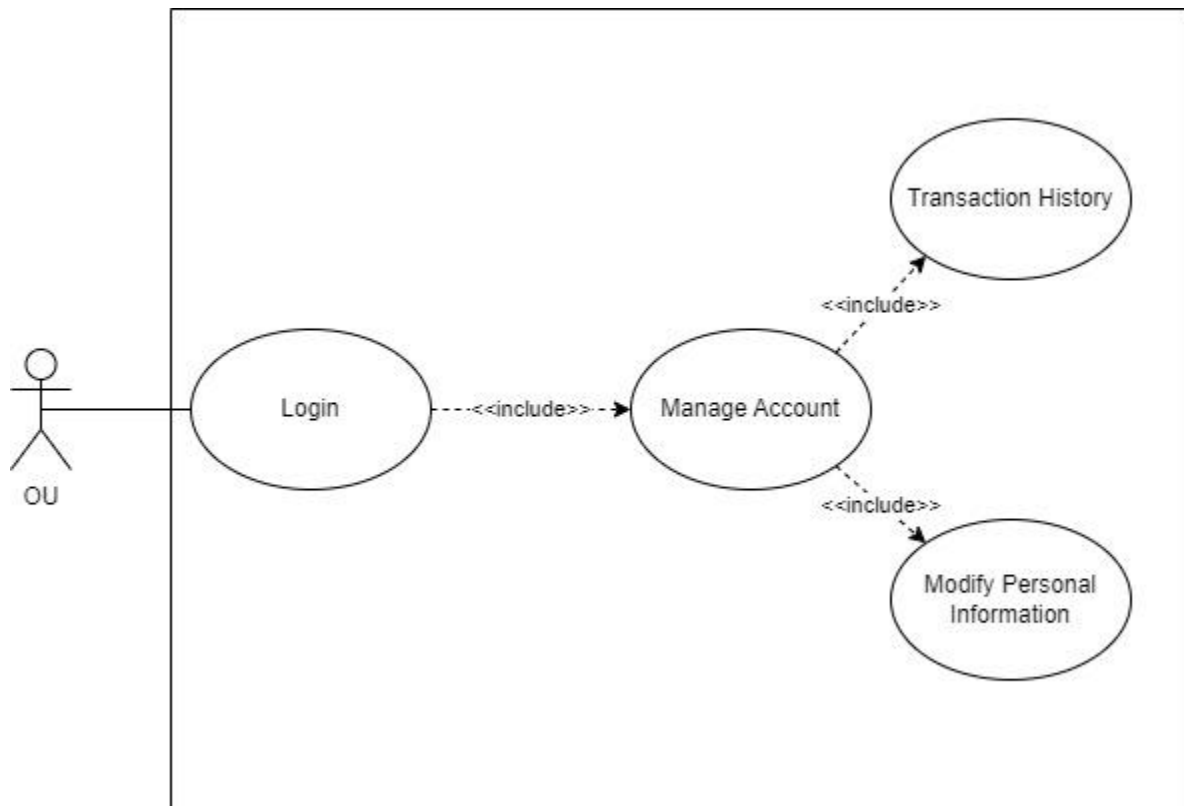 Transaction History
<<include>>
Login
<<include>>
Manage Account
OU
<<include>>
Modify Personal
Information